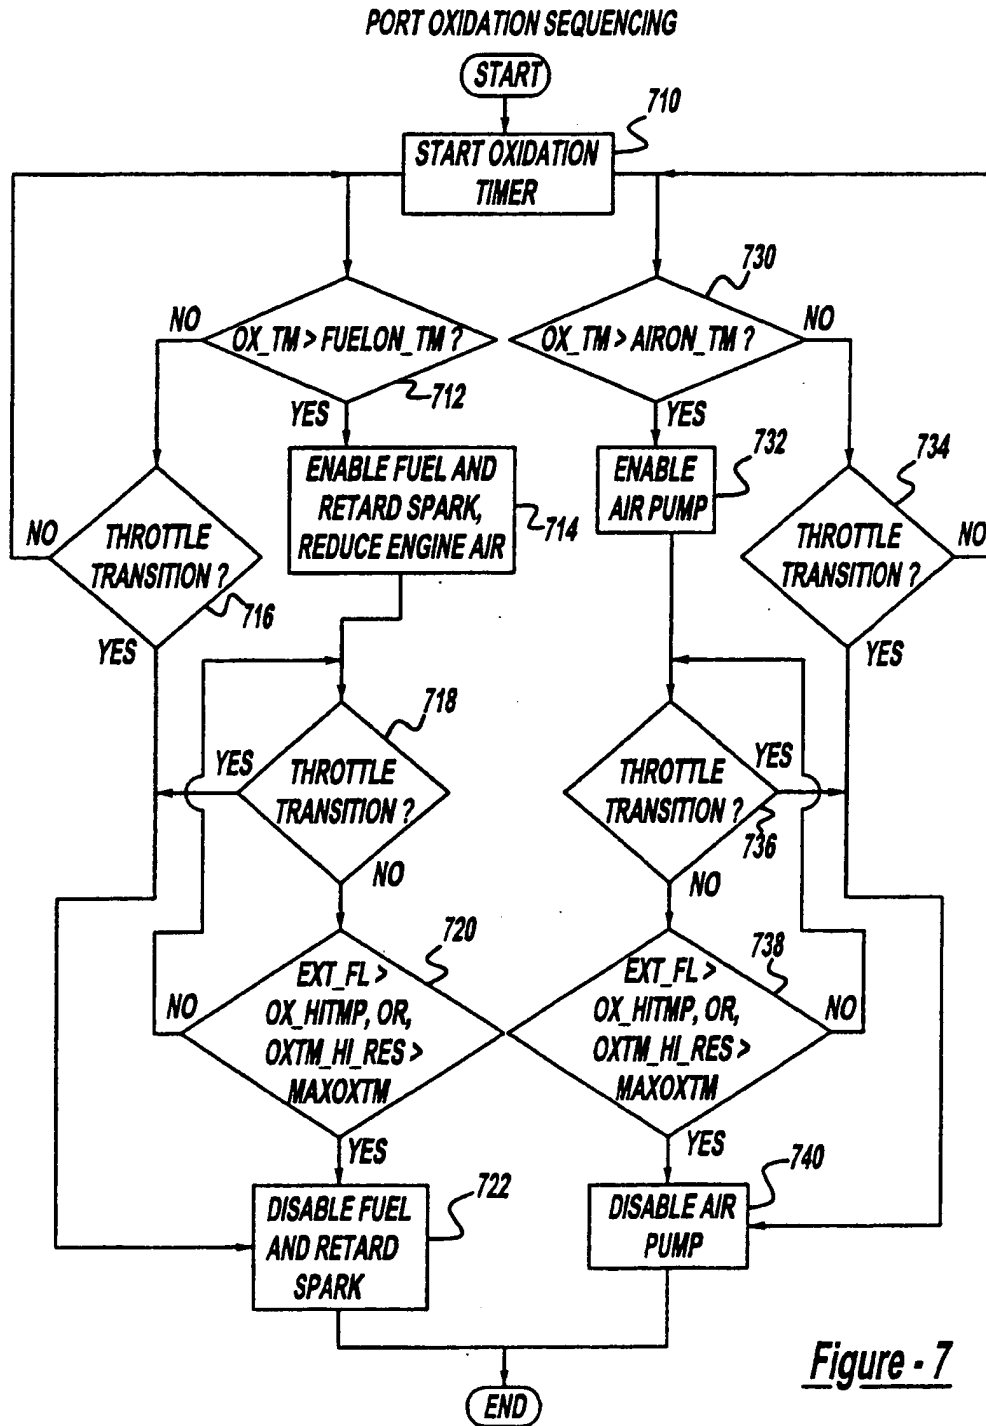 PORT OXIDATION SEQUENCING
START
710
START OXIDATION
TIMER
730
NO
OX_TM > FUELON_TM ?
OX_TM > AIRON_TM ?
NO
712
YES
YES
732
734
ENABLE FUEL AND
RETARD SPARK,
REDUCE ENGINE AIR
714
ENABLE
AIR PUMP
NO
THROTTLE
TRANSITION ?
716
THROTTLE
TRANSITION ?
NO
YES
YES
718
YES
THROTTLE
TRANSITION ?
THROTTLE
TRANSITION ?
YES
736
NO
NO
720
738
NO
EXT_FL >
OX_HITMP, OR,
OXTM_HI_RES >
MAXOXTM
EXT_FL >
OX_HITMP, OR,
OXTM_HI_RES >
MAXOXTM
NO
YES
YES
722
740
DISABLE FUEL
AND RETARD
SPARK
DISABLE AIR
PUMP
Figure - 7
END